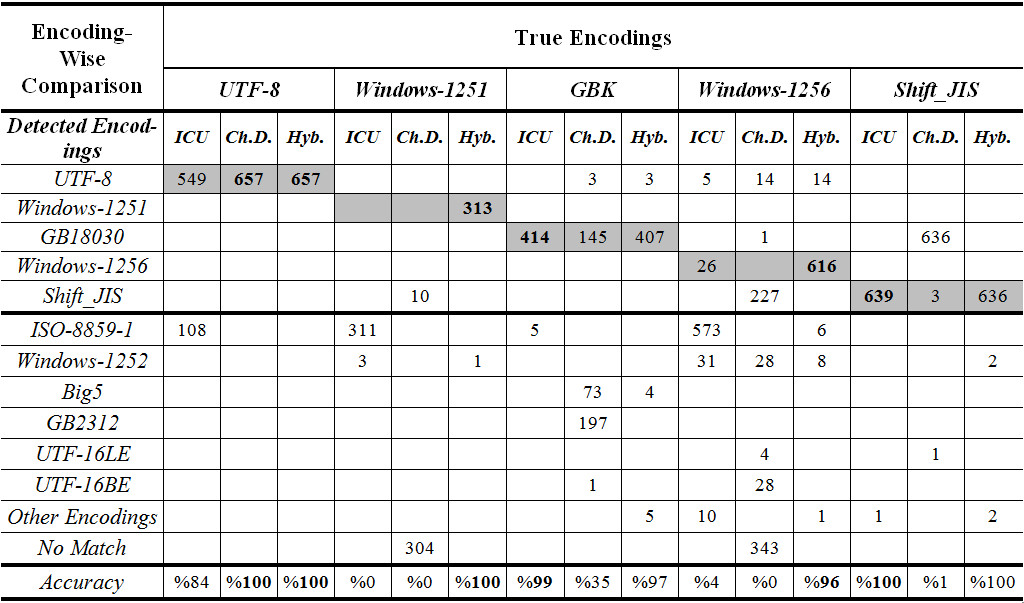 Encoding-
Wise
Comparison
True Encodings
UTF-8 Windows-1251 GBK Windows-1256 Shift_JIS
Detected Encod-
ings
ICU Ch.D. Hyb. ICU Ch.D. Hyb. ICU Ch.D. Hyb. ICU Ch.D. Hyb. ICU Ch.D. Hyb.
UTF-8 549 657 657 3 3 5 14 14
Windows-1251 313
GB18030 414 145 407 1 636
Windows-1256 26 616
Shift_JIS 10 227 639 3 636
ISO-8859-1 108 311 5 573 6
Windows-1252 3 1 31 28 8 2
Big5 73 4
GB2312 197
UTF-16LE 4 1
UTF-16BE 1 28
Other Encodings 5 10 1 1 2
No Match 304 343
Accuracy %84 %100 %100 %0 %0 %100 %99 %35 %97 %4 %0 %96 %100 %1 %100